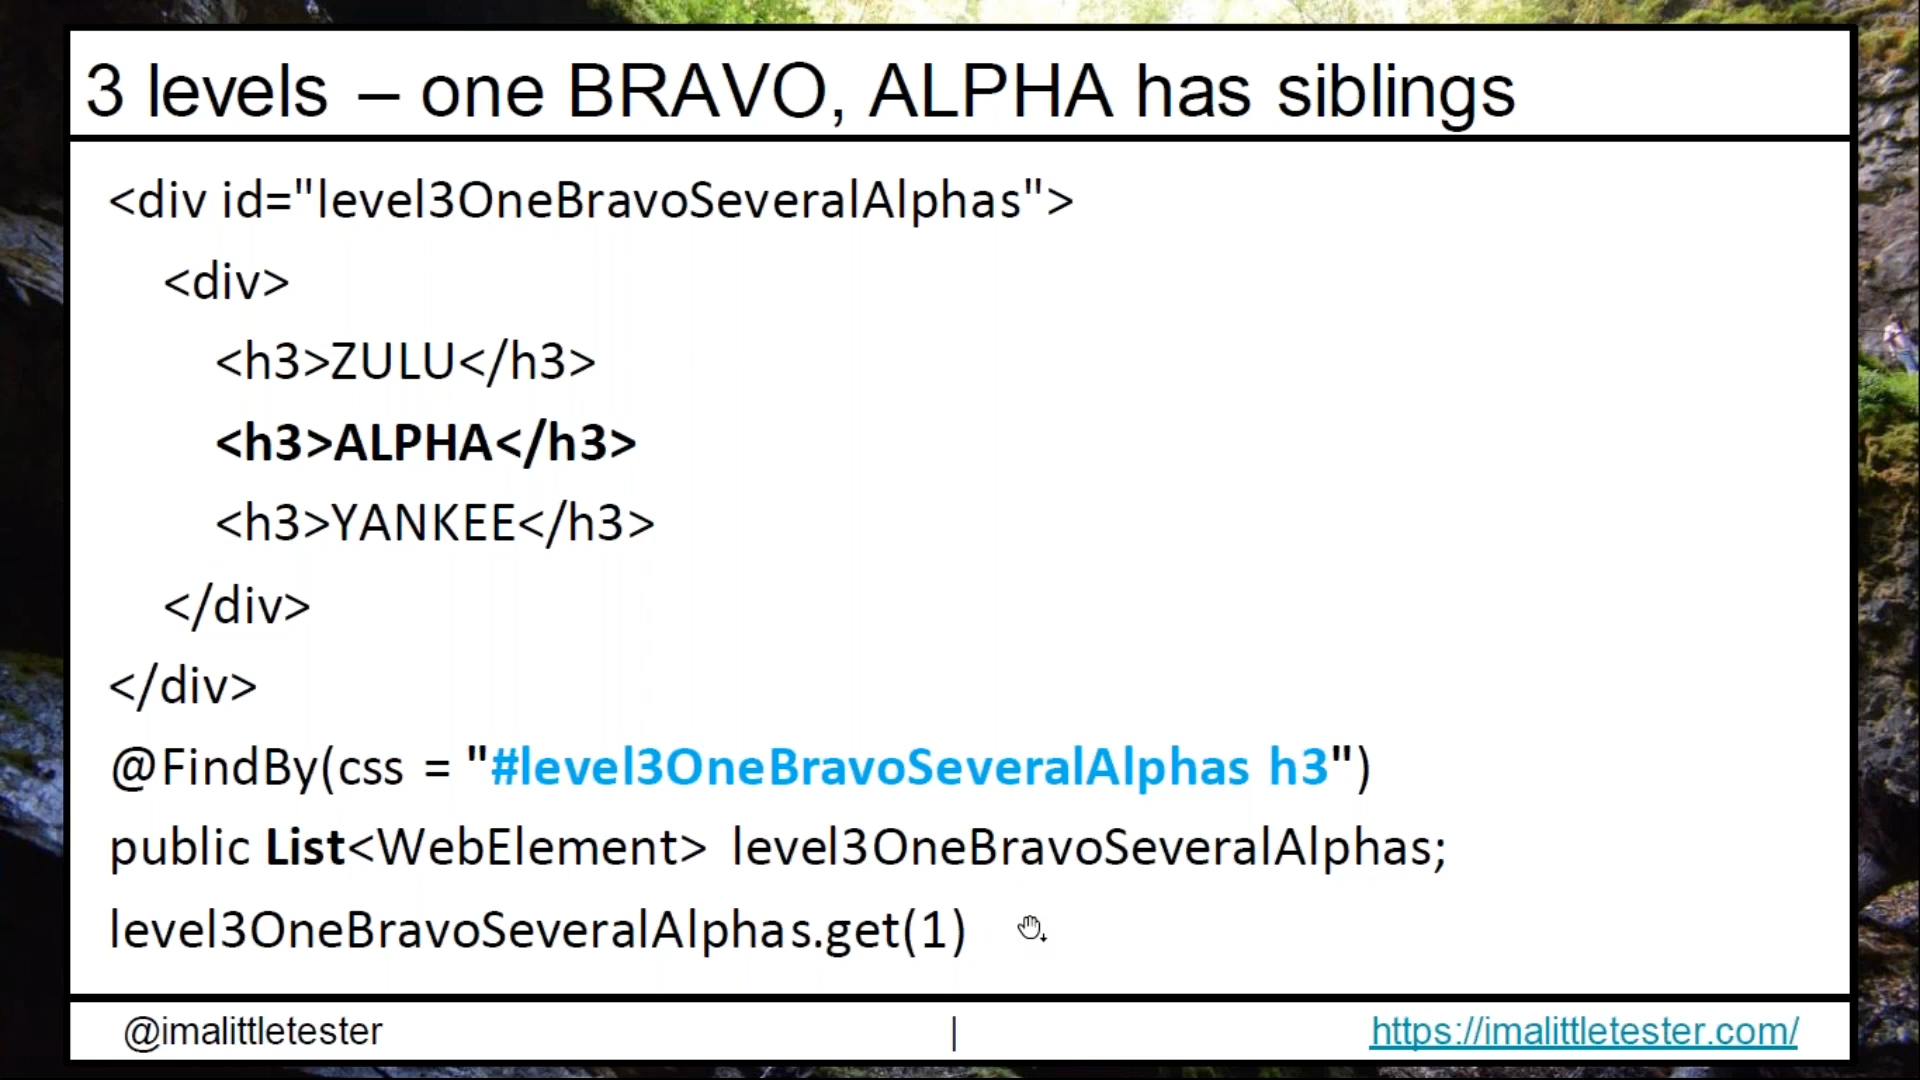 3 levels – one BRAVO, ALPHA has siblings
<div id="level3OneBravoSeveralAlphas">
<div>
<h3>ZULU</h3>
<h3>ALPHA</h3>
<h3>YANKEE</h3>
</div>
</div>
@FindBy(css = "#level3OneBravoSeveralAlphas h3")
public List<WebElement> level3OneBravoSeveralAlphas;
level3OneBravoSeveralAlphas.get(1)
@imalittletester | https://imalittletester.com/